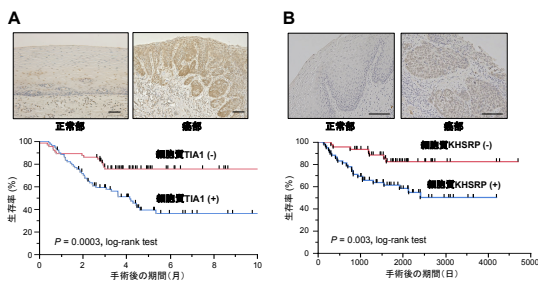 A
正常部
癌部
細胞質TIA1 (-)
細胞質TIA1 (+)
生存率 (%)
100
80
60
40
20
0
P = 0.0003, log-rank test
0 2 4 6 8 10
手術後の期間(月)
B
正常部
癌部
細胞質KHSRP (-)
細胞質KHSRP (+)
生存率 (%)
100
80
60
40
20
0
P = 0.0003, log-rank test
0 1000 2000 3000 4000 5000
手術後の期間(日)